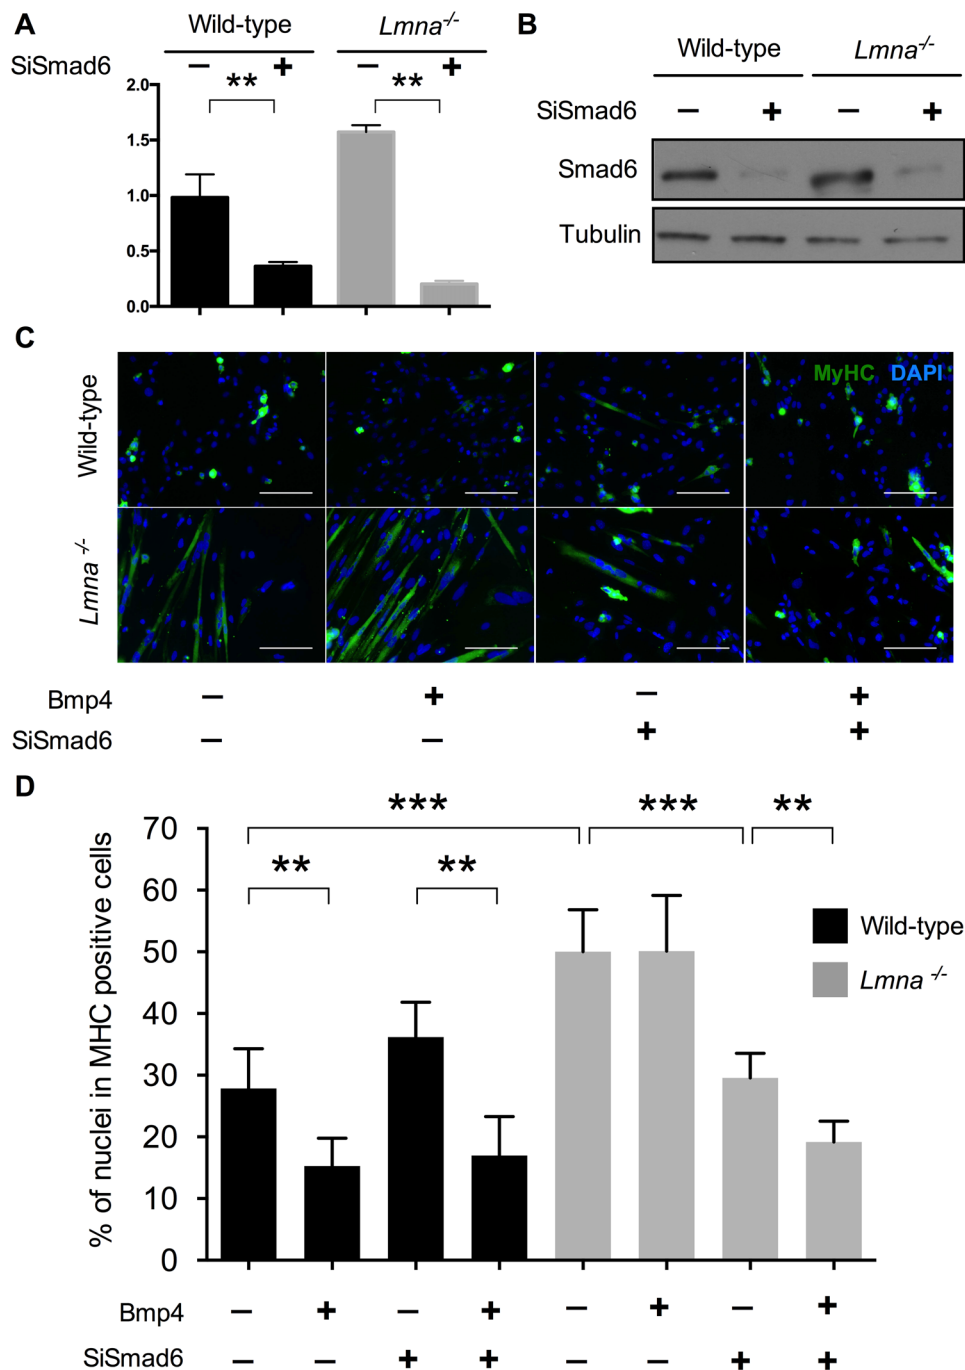 A
Wild-type Lmna-/-
SiSmad6 – + – +
** **
2.0
1.5
1.0
0.5
0.0
B
Wild-type Lmna-/-
SiSmad6 – + – +
Smad6
Tubulin
C
MyHC DAPI
Wild-type
Lmna -/-
Bmp4 – + – +
SiSmad6 – – + +
D
% of nuclei in MHC positive cells
*** *** **
** **
70
60
50
40
30
20
10
0
Wild-type
Lmna -/-
Bmp4 – + – + – + – +
SiSmad6 – – + + – – + +